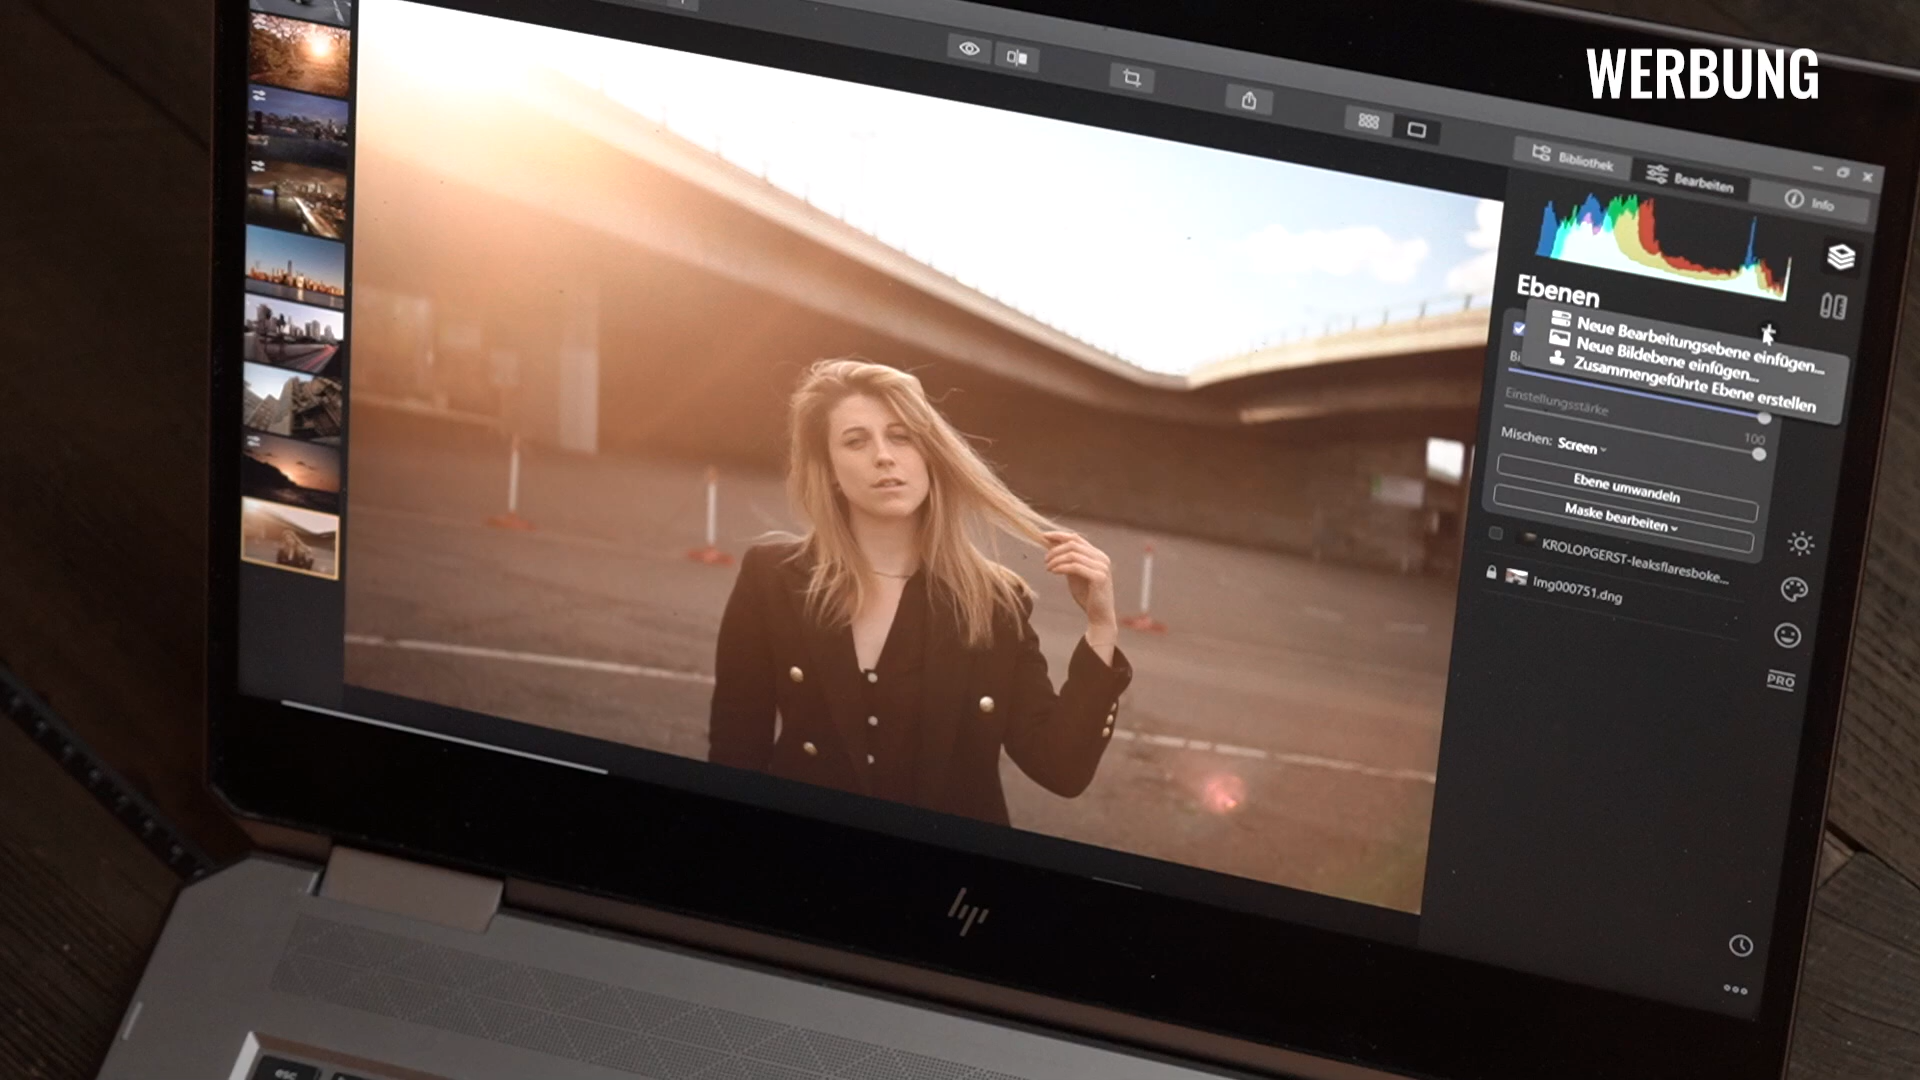 WERBUNG
Bibliothek
Bearbeiten
Info
Ebenen
Neue Bearbeitungsebene einfügen...
Neue Bildebene einfügen...
Zusammengeführte Ebene erstellen
Einstellungsstärke
100
Mischen: Screen
Ebene umwandeln
Maske bearbeiten
KROLOPGERST-leaksflaresboke...
Img000751.dng
PRO
hp
esc